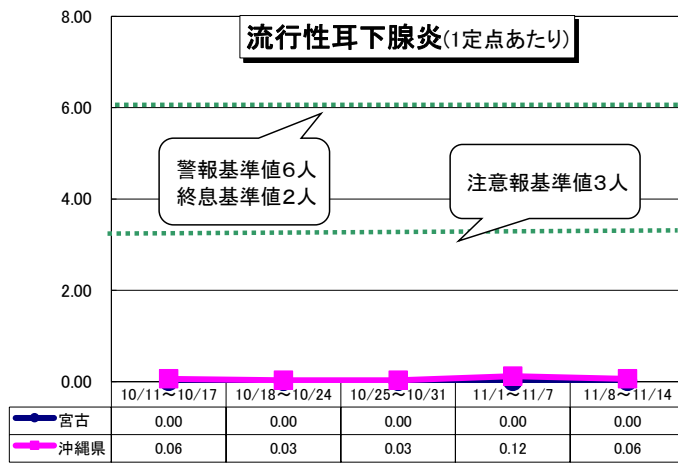 流行性耳下腺炎(1定点あたり)
8.00
6.00
警報基準値6人
終息基準値2人
注意報基準値3人
4.00
2.00
0.00
10/11～10/17 10/18～10/24 10/25～10/31 11/1～11/7 11/8～11/14
宮古 0.00 0.00 0.00 0.00 0.00
沖縄県 0.06 0.03 0.03 0.12 0.06